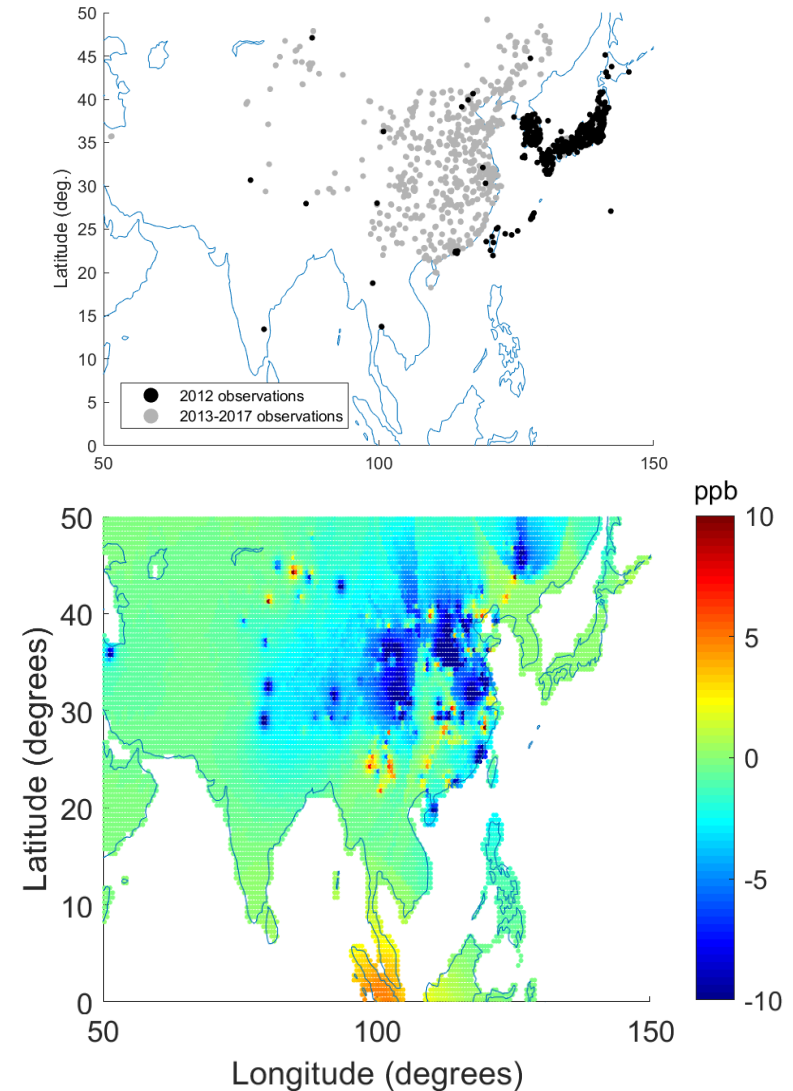 50
45
40
35
30
25
20
15
10
5
0
Latitude (deg.)
2012 observations
2013-2017 observations
50 100 150
ppb
50
40
30
20
10
0
Latitude (degrees)
10
5
0
-5
-10
50 100 150
Longitude (degrees)